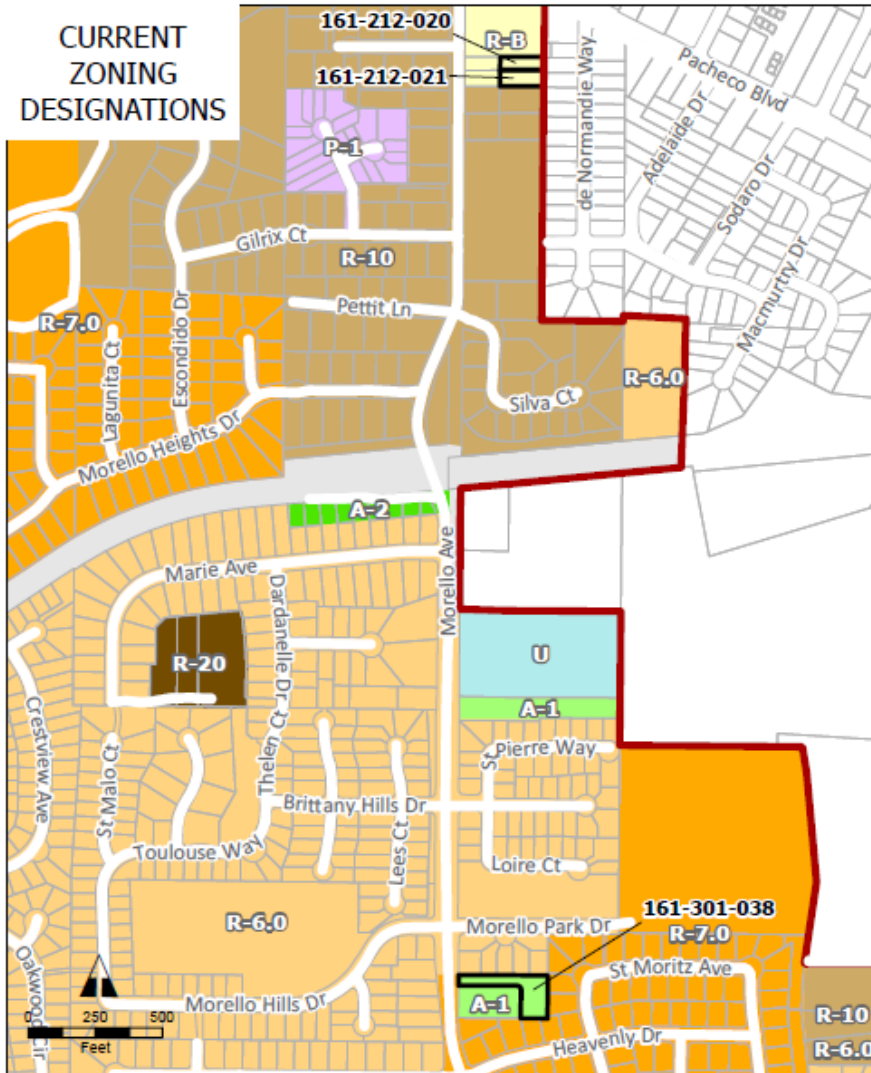 CURRENT
ZONING
DESIGNATIONS
161-212-020
R-B
161-212-021
de Normandie Way
Pacheco Blvd
Adelaide Dr
Sodaro Dr
Macmurtry Dr
P-1
Gilrix Ct
R-10
Pettit Ln
R-7.0
Lagunita Ct
Escondido Dr
Morello Heights Dr
Silva Ct
R-6.0
A-2
Marie Ave
Morello Ave
Dardanelle Dr
R-20
U
A-1
Crestview Ave
St Malo Ct
Thelen Ct
St Pierre Way
Brittany Hills Dr
Toulouse Way
Lees Ct
Loire Ct
R-6.0
Morello Park Dr
161-301-038
R-7.0
Oakwood Cir
St Moritz Ave
Morello Hills Dr
A-1
Heavenly Dr
R-10
R-6.0
0 250 500
Feet